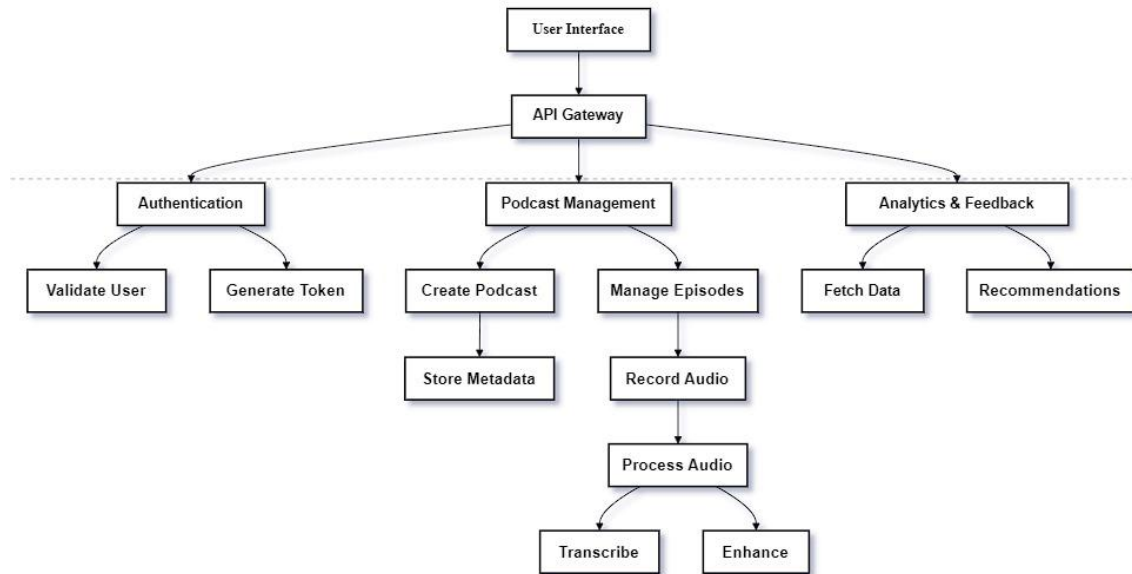 User Interface
API Gateway
Authentication
Podcast Management
Analytics & Feedback
Validate User
Generate Token
Create Podcast
Manage Episodes
Fetch Data
Recommendations
Store Metadata
Record Audio
Process Audio
Transcribe
Enhance